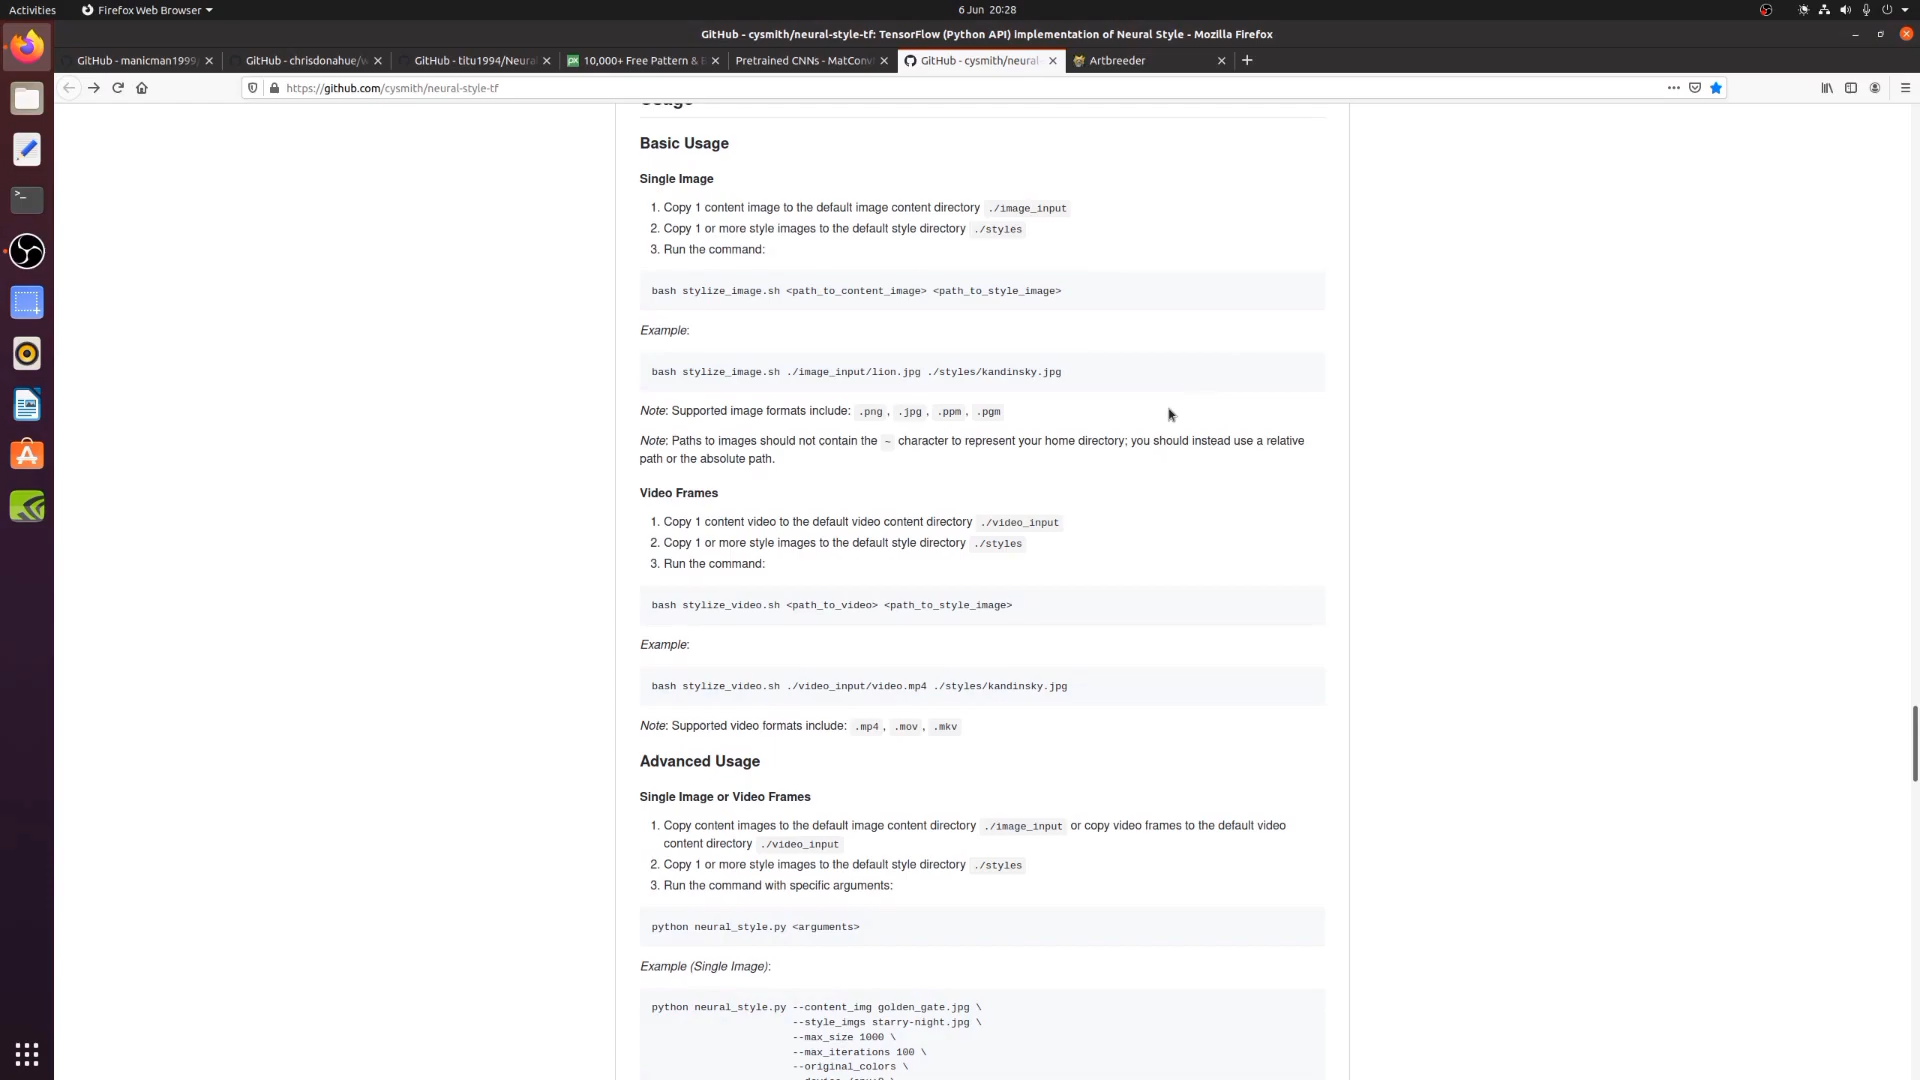 Activities
Firefox Web Browser
6 Jun 20:28
GitHub - cysmith/neural-style-tf: TensorFlow (Python API) implementation of Neural Style - Mozilla Firefox
GitHub - manicman1999
GitHub - chrisdonahue/w
GitHub - titu1994/Neural
10,000+ Free Pattern & B
Pretrained CNNs - MatConv
GitHub - cysmith/neural-
Artbreeder
https://github.com/cysmith/neural-style-tf
Usage
Basic Usage
Single Image
1. Copy 1 content image to the default image content directory ./image_input
2. Copy 1 or more style images to the default style directory ./styles
3. Run the command:
bash stylize_image.sh <path_to_content_image> <path_to_style_image>
Example:
bash stylize_image.sh ./image_input/lion.jpg ./styles/kandinsky.jpg
Note: Supported image formats include: .png, .jpg, .ppm, .pgm
Note: Paths to images should not contain the ~ character to represent your home directory; you should instead use a relative
path or the absolute path.
Video Frames
1. Copy 1 content video to the default video content directory ./video_input
2. Copy 1 or more style images to the default style directory ./styles
3. Run the command:
bash stylize_video.sh <path_to_video> <path_to_style_image>
Example:
bash stylize_video.sh ./video_input/video.mp4 ./styles/kandinsky.jpg
Note: Supported video formats include: .mp4, .mov, .mkv
Advanced Usage
Single Image or Video Frames
1. Copy content images to the default image content directory ./image_input or copy video frames to the default video
content directory ./video_input
2. Copy 1 or more style images to the default style directory ./styles
3. Run the command with specific arguments:
python neural_style.py <arguments>
Example (Single Image):
python neural_style.py --content_img golden_gate.jpg \
--style_imgs starry-night.jpg \
--max_size 1000 \
--max_iterations 100 \
--original_colors \